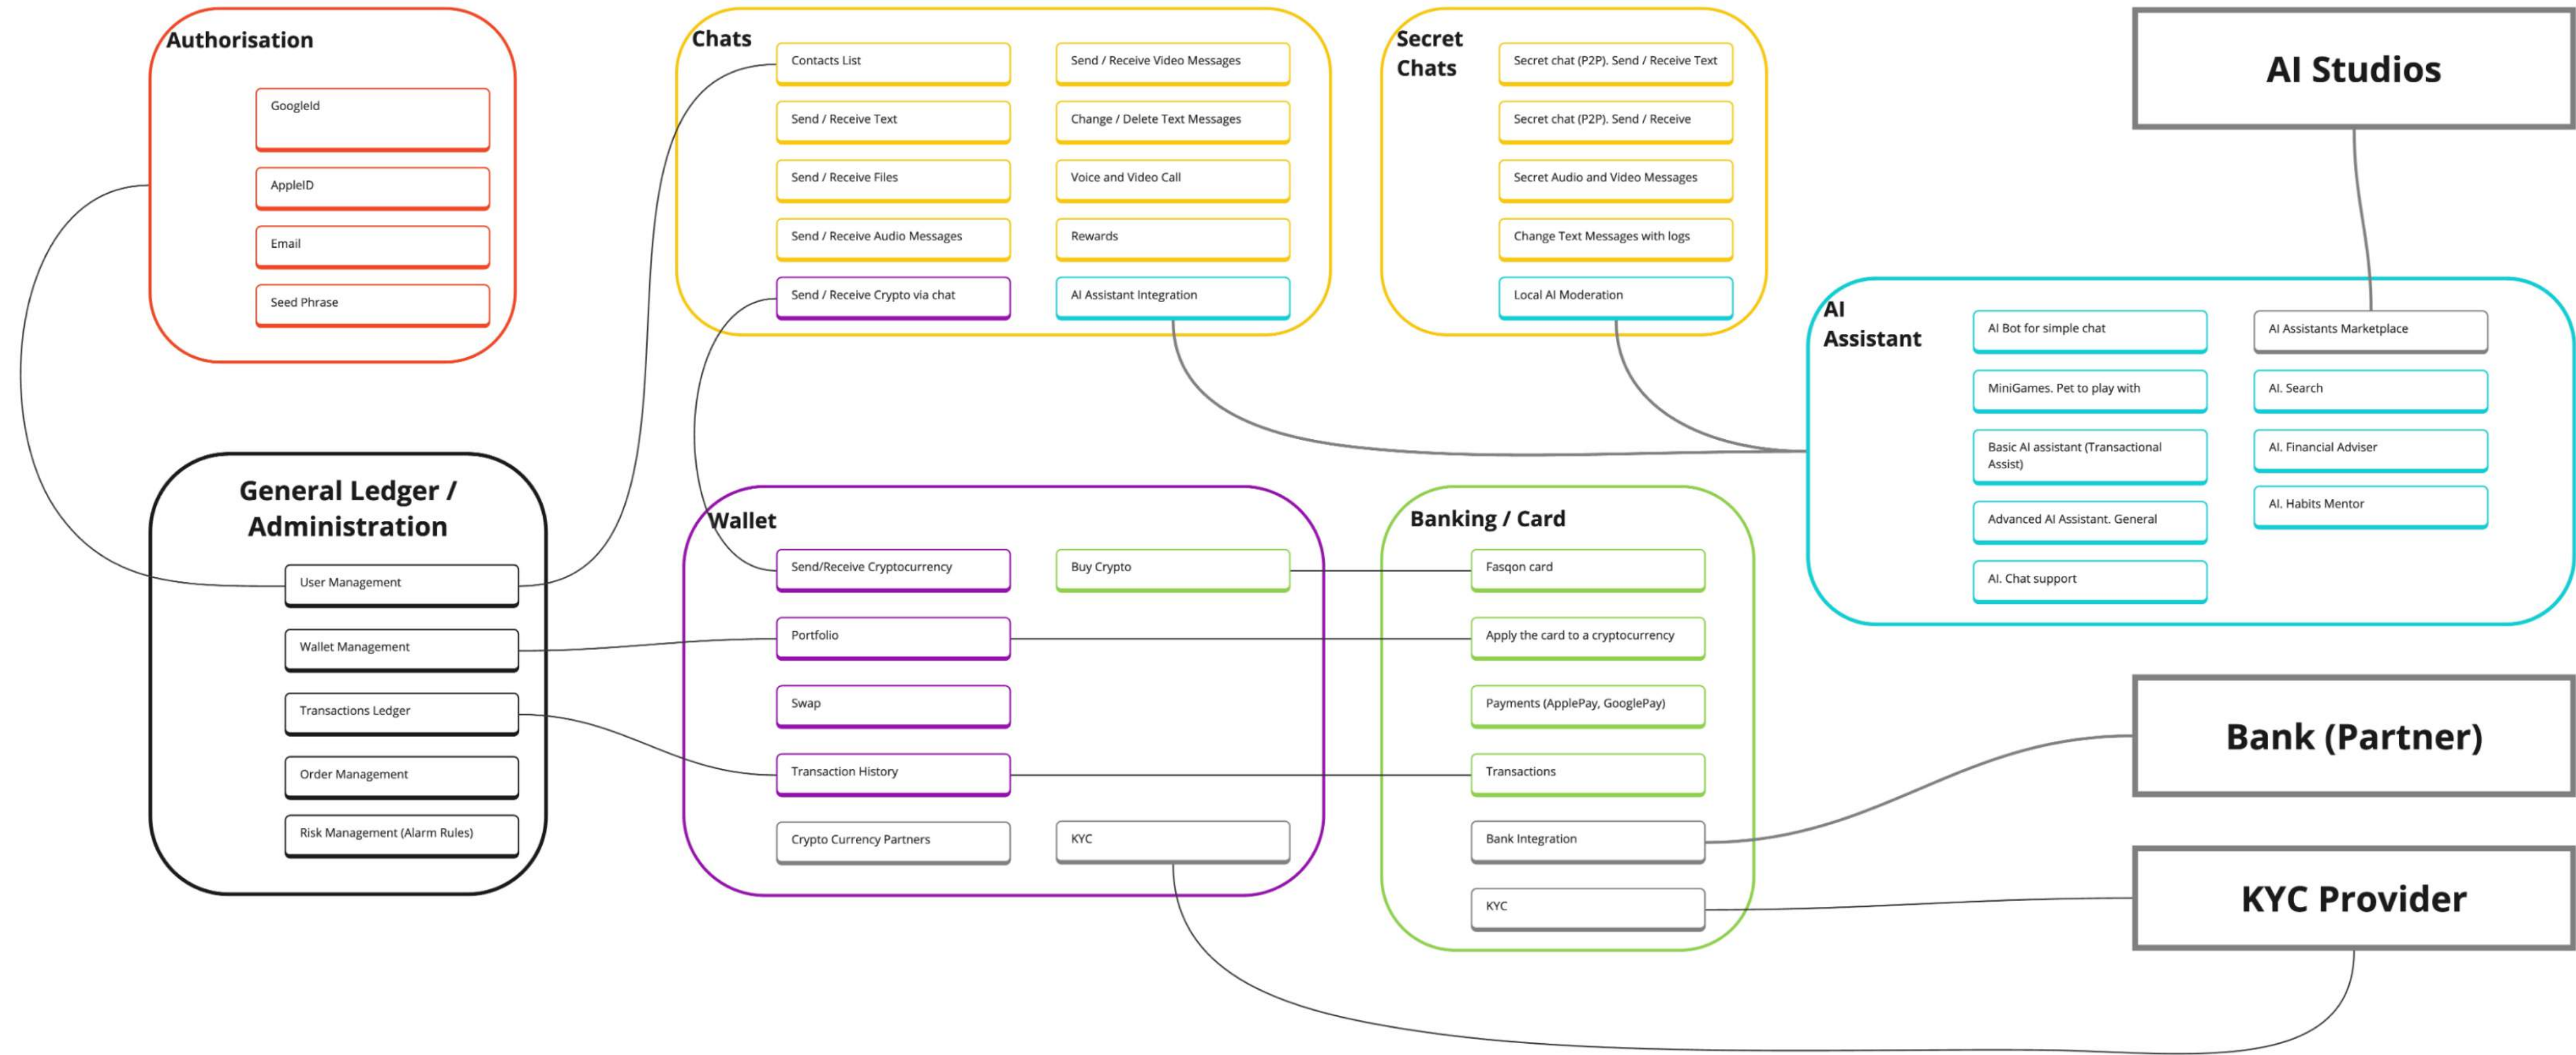 Authorisation
GoogleId
AppleID
Email
Seed Phrase
Chats
Contacts List
Send / Receive Text
Send / Receive Files
Send / Receive Audio Messages
Send / Receive Crypto via chat
Send / Receive Video Messages
Change / Delete Text Messages
Voice and Video Call
Rewards
AI Assistant Integration
Secret
Chats
Secret chat (P2P). Send / Receive Text
Secret chat (P2P). Send / Receive
Secret Audio and Video Messages
Change Text Messages with logs
Local AI Moderation
AI Studios
AI
Assistant
AI Bot for simple chat
MiniGames. Pet to play with
Basic AI assistant (Transactional
Assist)
Advanced AI Assistant. General
AI. Chat support
AI Assistants Marketplace
AI. Search
AI. Financial Adviser
AI. Habits Mentor
General Ledger /
Administration
User Management
Wallet Management
Transactions Ledger
Order Management
Risk Management (Alarm Rules)
Wallet
Send/Receive Cryptocurrency
Portfolio
Swap
Transaction History
Crypto Currency Partners
Buy Crypto
KYC
Banking / Card
Fasqon card
Apply the card to a cryptocurrency
Payments (ApplePay, GooglePay)
Transactions
Bank Integration
KYC
Bank (Partner)
KYC Provider